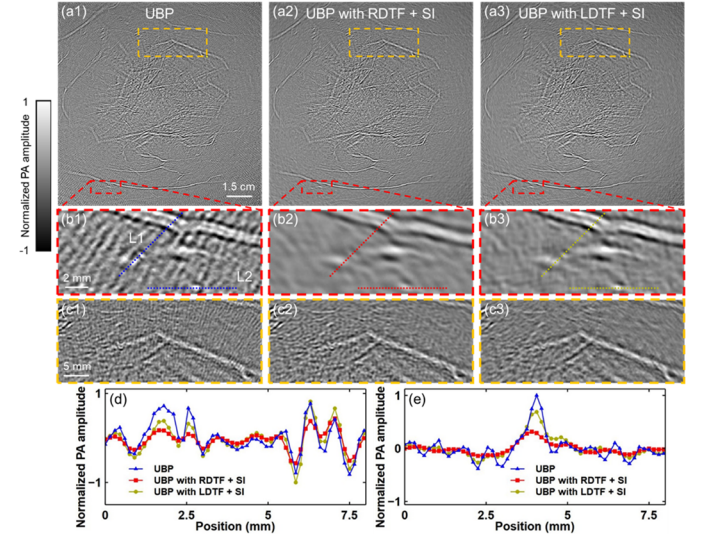 (a1) UBP
(a2) UBP with RDTF + SI
(a3) UBP with LDTF + SI
1
Normalized PA amplitude
-1
1.5 cm
(b1)
L1
L2
2 mm
(b2)
(b3)
(c1)
5 mm
(c2)
(c3)
(d)
1
Normalized PA amplitude
-1
UBP
UBP with RDTF + SI
UBP with LDTF + SI
0 2.5 5 7.5
Position (mm)
(e)
1
Normalized PA amplitude
0
-1
UBP
UBP with RDTF + SI
UBP with LDTF + SI
0 2.5 5 7.5
Position (mm)